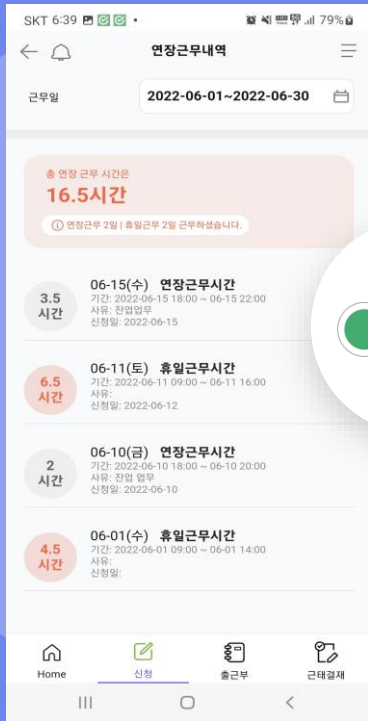 SKT 6:39
79%
연장근무내역
근무일
2022-06-01~2022-06-30
총 연장 근무 시간은
16.5시간
연장근무 2일 | 휴일근무 2일 근무하셨습니다.
3.5
시간
06-15(수) 연장근무시간
기간: 2022-06-15 18:00 ~ 06-15 22:00
사유: 잔업업무
신청일: 2022-06-15
6.5
시간
06-11(토) 휴일근무시간
기간: 2022-06-11 09:00 ~ 06-11 16:00
사유:
신청일: 2022-06-12
2
시간
06-10(금) 연장근무시간
기간: 2022-06-10 18:00 ~ 06-10 20:00
사유: 잔업 업무
신청일: 2022-06-10
4.5
시간
06-01(수) 휴일근무시간
기간: 2022-06-01 09:00 ~ 06-01 14:00
사유:
신청일:
Home
신청
출근부
근태결재